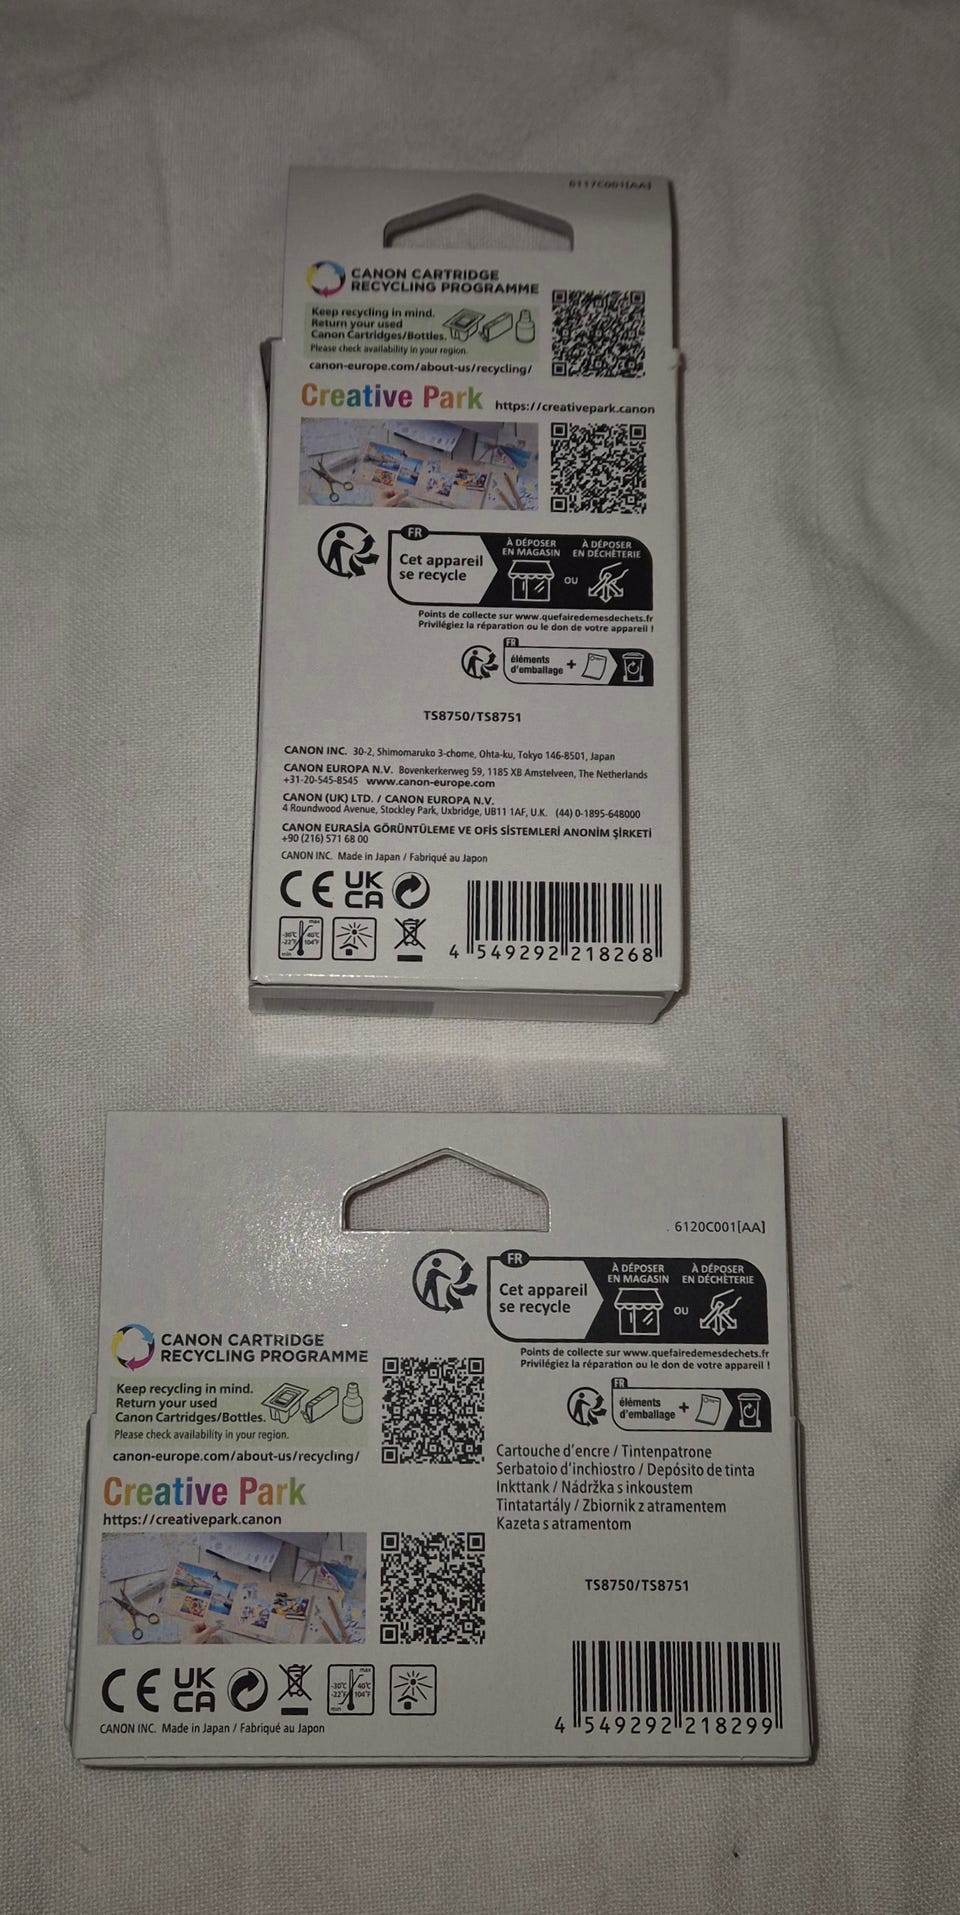 6117C001[AA]
CANON CARTRIDGE
RECYCLING PROGRAMME
Keep recycling in mind.
Return your used
Canon Cartridges/Bottles.
Please check availability in your region.
canon-europe.com/about-us/recycling/
Creative Park https://creativepark.canon
FR
Cet appareil
se recycle
À DÉPOSER
EN MAGASIN
OU
À DÉPOSER
EN DÉCHÈTERIE
Points de collecte sur www.quefairedemesdechets.fr
Privilégiez la réparation ou le don de votre appareil !
FR
éléments
d'emballage +
TS8750/TS8751
CANON INC. 30-2, Shimomaruko 3-chome, Ohta-ku, Tokyo 146-8501, Japan
CANON EUROPA N.V. Bovenkerkerweg 59, 1185 XB Amstelveen, The Netherlands
+31-20-545-8545 www.canon-europe.com
CANON (UK) LTD. / CANON EUROPA N.V.
4 Roundwood Avenue, Stockley Park, Uxbridge, UB11 1AF, U.K. (44) 0-1895-648000
CANON EURASİA GÖRÜNTÜLEME VE OFİS SİSTEMLERİ ANONİM ŞİRKETİ
+90 (216) 571 68 00
CANON INC. Made in Japan / Fabriqué au Japon
CE UK
CA
max
-30℃ 40℃
-22℉ 104℉
min
4 549292 218268
. 6120C001[AA]
FR
Cet appareil
se recycle
À DÉPOSER
EN MAGASIN
OU
À DÉPOSER
EN DÉCHÈTERIE
Points de collecte sur www.quefairedemesdechets.fr
Privilégiez la réparation ou le don de votre appareil !
FR
éléments
d'emballage +
CANON CARTRIDGE
RECYCLING PROGRAMME
Keep recycling in mind.
Return your used
Canon Cartridges/Bottles.
Please check availability in your region.
canon-europe.com/about-us/recycling/
Creative Park
https://creativepark.canon
Cartouche d'encre / Tintenpatrone
Serbatoio d'inchiostro / Depósito de tinta
Inkttank / Nádržka s inkoustem
Tintatartály / Zbiornik z atramentem
Kazeta s atramentom
TS8750/TS8751
CE UK
CA
max
-30℃ 40℃
-22℉ 104℉
min
CANON INC. Made in Japan / Fabriqué au Japon
4 549292 218299